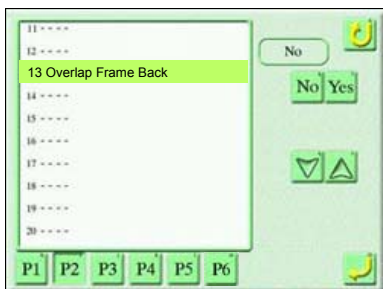 11 - - - -
12 - - - -
No
13 Overlap Frame Back
No Yes
14 - - - -
15 - - - -
16 - - - -
17 - - - -
18 - - - -
19 - - - -
20 - - - -
P1 P2 P3 P4 P5 P6